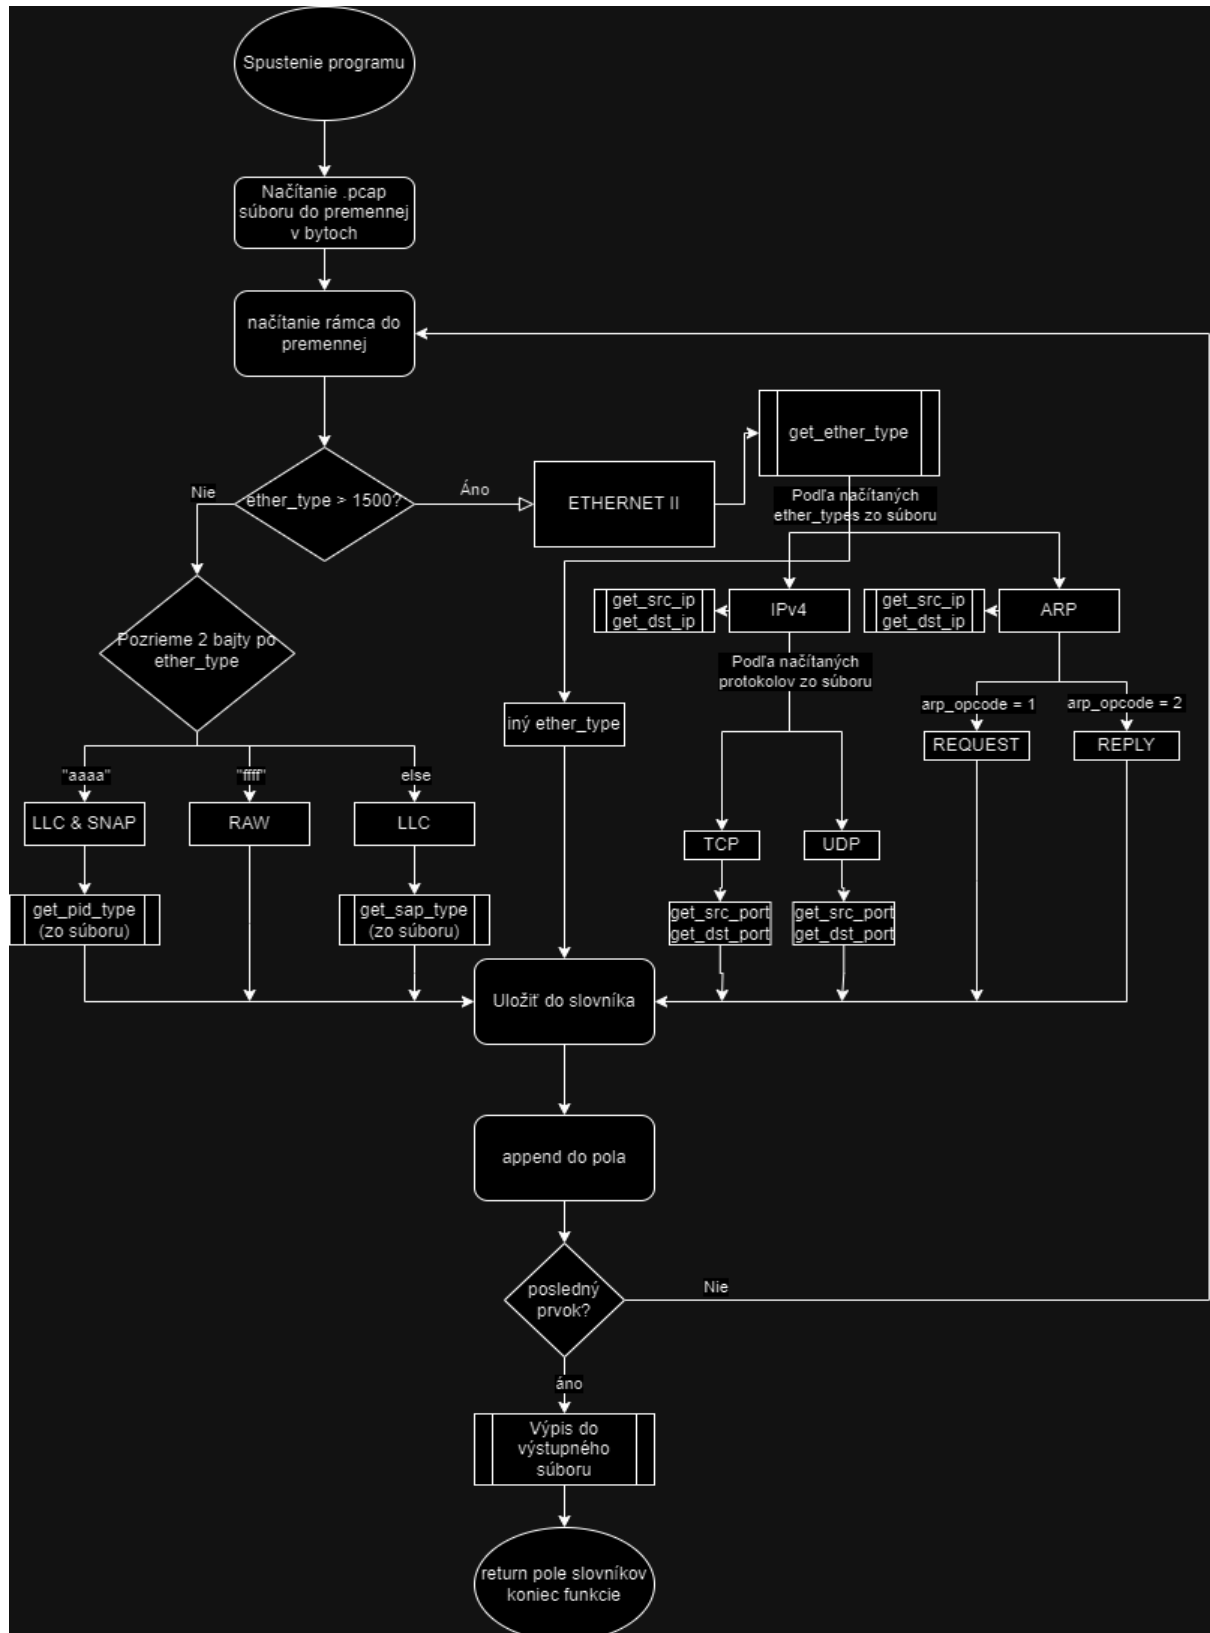 Spustenie programu
Načítanie .pcap
súboru do premennej
v bytoch
načítanie rámca do
premennej
get_ether_type
Nie
ether_type > 1500?
Áno
ETHERNET II
Podľa načítaných
ether_types zo súboru
get_src_ip
get_dst_ip
IPv4
get_src_ip
get_dst_ip
ARP
Pozrieme 2 bajty po
ether_type
Podľa načítaných
protokolov zo súboru
iný ether_type
arp_opcode = 1
arp_opcode = 2
REQUEST
REPLY
"aaaa"
"ffff"
else
LLC & SNAP
RAW
LLC
TCP
UDP
get_pid_type
(zo súboru)
get_sap_type
(zo súboru)
get_src_port
get_dst_port
get_src_port
get_dst_port
Uložiť do slovníka
append do pola
posledný
prvok?
Nie
áno
Výpis do
výstupného
súboru
return pole slovníkov
koniec funkcie